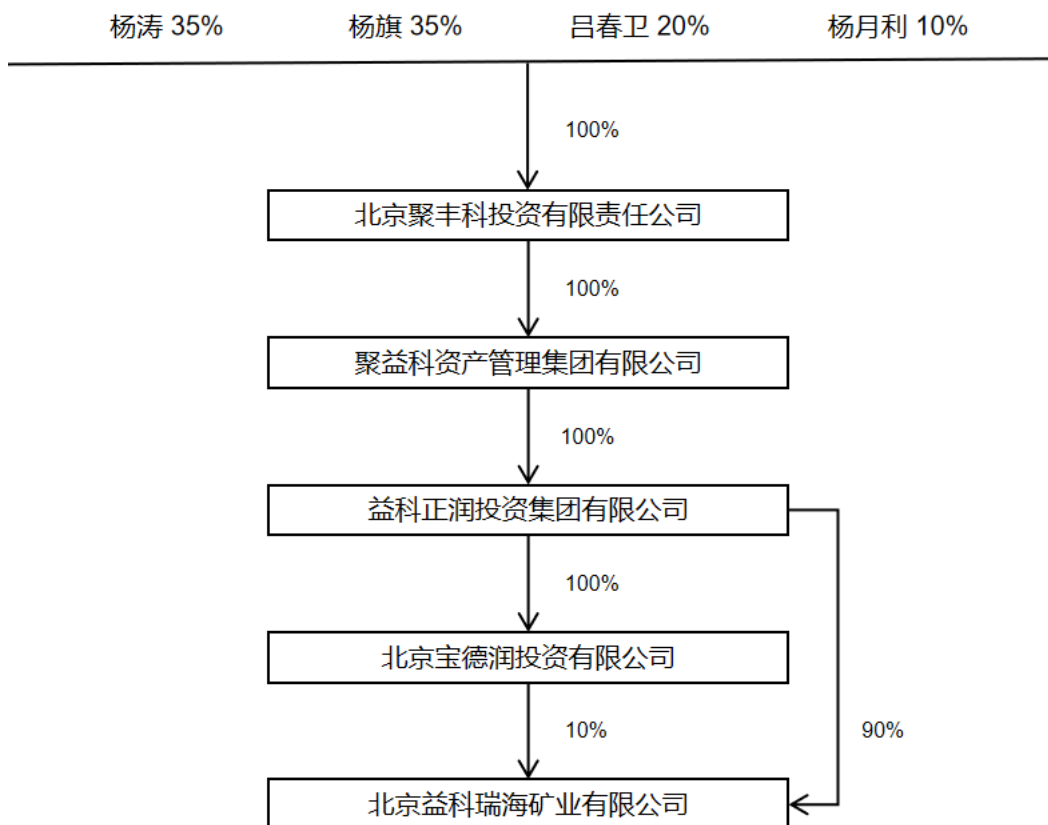 杨涛 35% 杨旗 35% 吕春卫 20% 杨月利 10%
100%
北京聚丰科投资有限责任公司
100%
聚益科资产管理集团有限公司
100%
益科正润投资集团有限公司
100%
北京宝德润投资有限公司
10% 90%
北京益科瑞海矿业有限公司